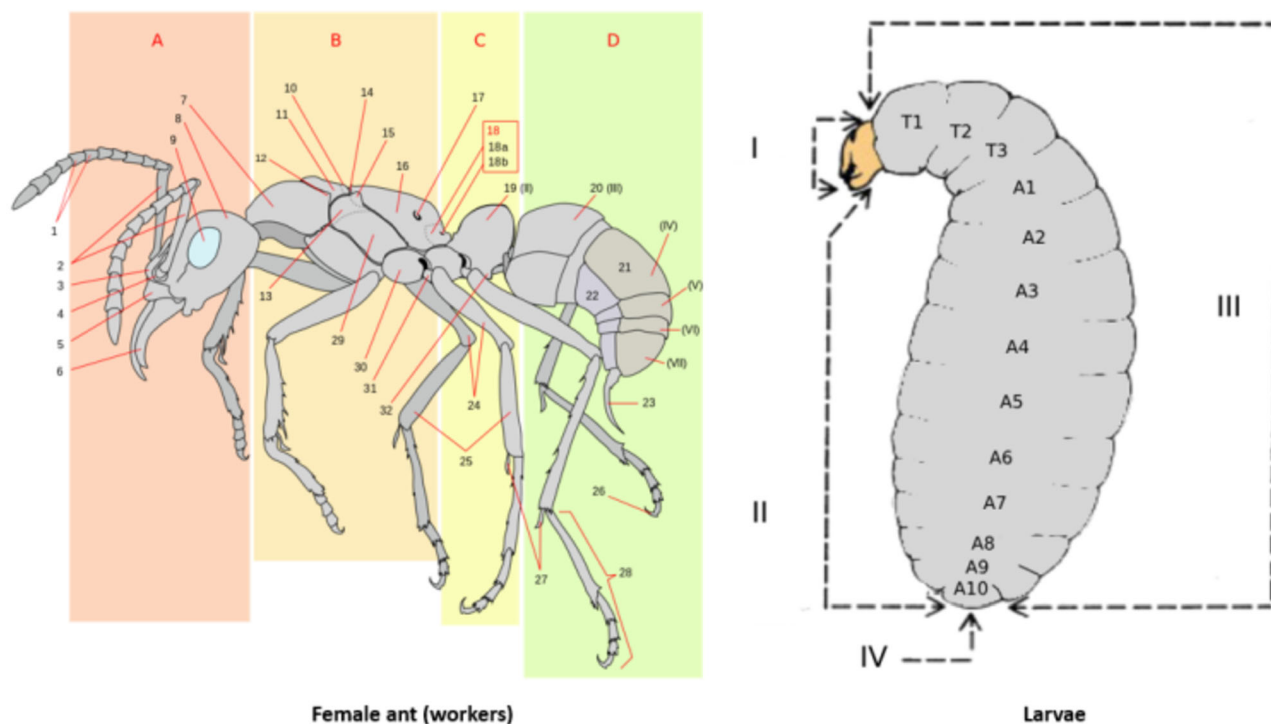 A B C D
10
14
7
17
11
15
8
18
9
18a
12
16
18b
19 (II)
20 (III)
1
(IV)
2
21
3
13
22
(V)
4
29
(VI)
5
30
(VII)
6
31
32
24
23
25
26
27
28
Female ant (workers)
I
T1
T2
T3
A1
A2
A3
III
A4
A5
A6
II
A7
A8
A9
A10
IV
Larvae